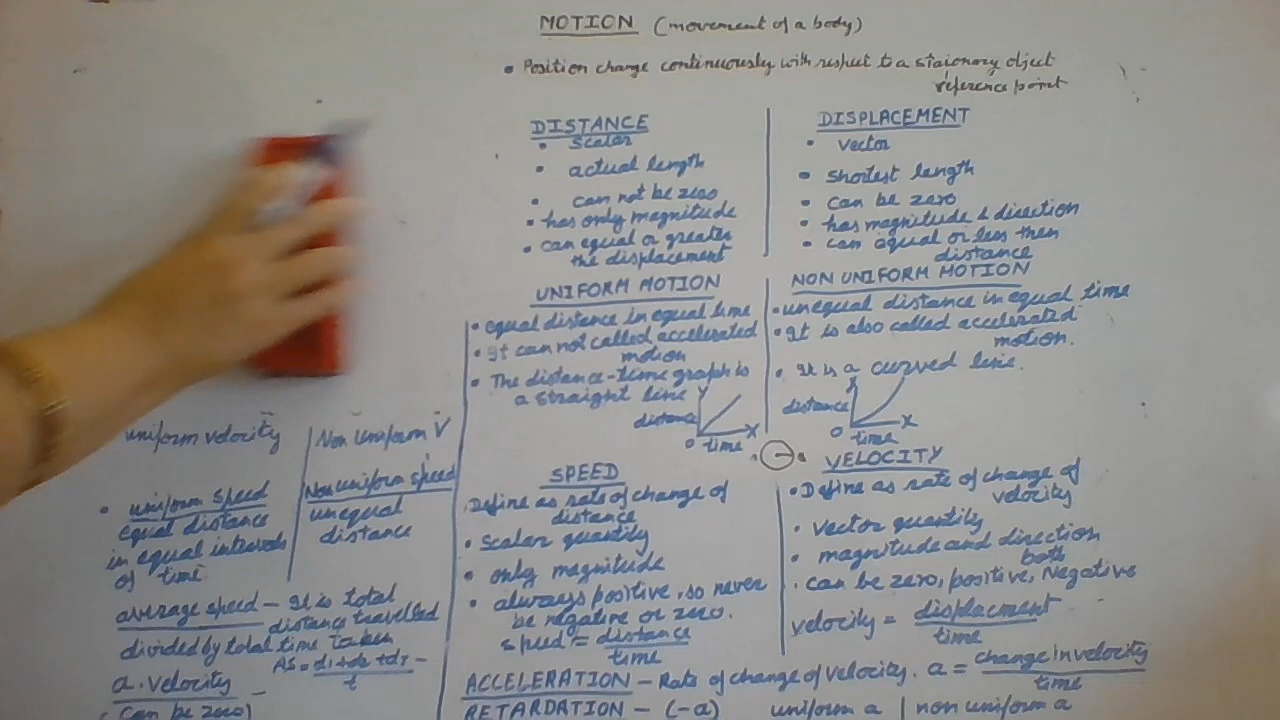 MOTION (movement of a body)
• Position change continuously with respect to a staionary object
reference point
DISTANCE
• Scalar
• actual length
• can not be zero
• has only magnitude
• can equal or greater
the displacement
DISPLACEMENT
• vector
• shortest length
• can be zero
• has magnitude & direction
• can equal or less then
distance
UNIFORM MOTION
• equal distance in equal time
• It can not called accelerated
motion
• The distance-time graph is
a straight line
Y
distance
O time X
NON UNIFORM MOTION
• unequal distance in equal time
• It is also called accelerated
motion.
• It is a curved line.
Y
distance
O time X
uniform velocity
• uniform speed
equal distance
in equal intervals
of time
Non Uniform V
Non uniform speed
unequal
distance
average speed - It is total
distance travelled
divided by total time taken
AS = d1+d2+d3 -
t
a. velocity -
(can be zero)
SPEED
Define as rate of change of
distance
• Scalar quantity
• only magnitude
• always positive, so never
be negative or zero.
speed = distance
time
VELOCITY
• Define as rate of change of
velocity
• vector quantity
• magnitude and direction
both
• can be zero, positive, Negative
velocity = displacment
time
ACCELERATION - Rate of change of velocity. a = change in velocity
time
RETARDATION - (-a) uniform a | non uniform a